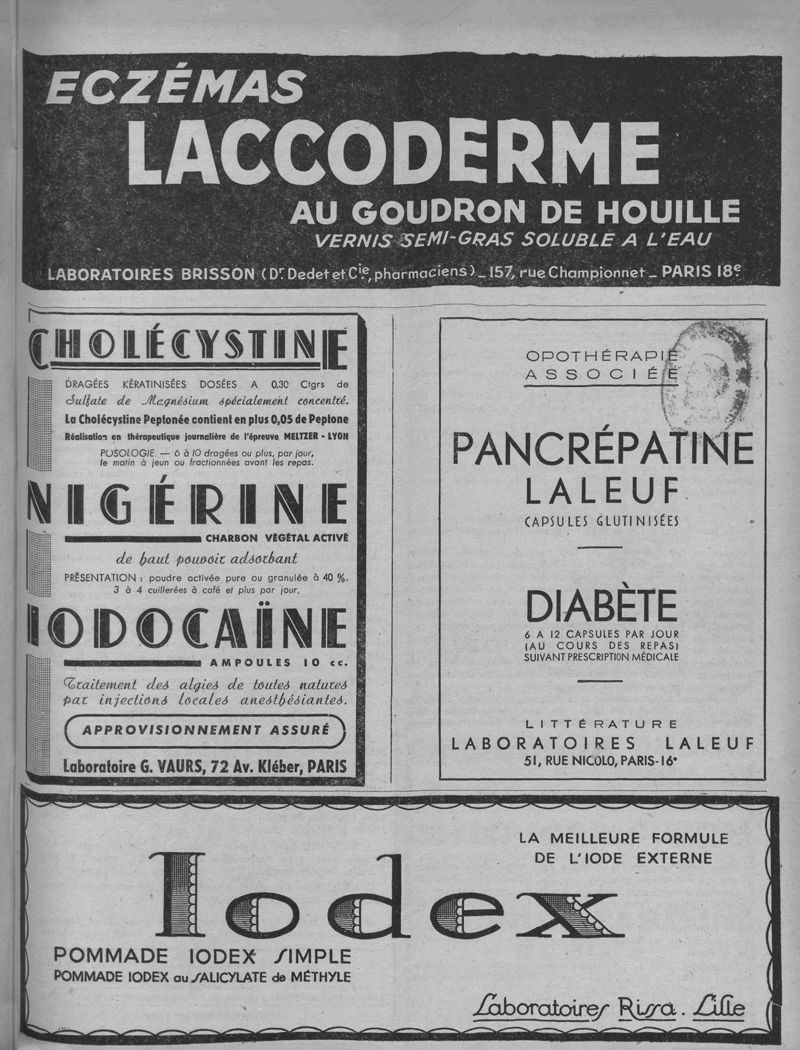 ECZÉMAS
LACCODERME
AU GOUDRON DE HOUILLE
VERNIS SEMI-GRAS SOLUBLE A L'EAU
LABORATOIRES BRISSON (Dr. Dedet et Cie, pharmaciens) _ 157, rue Championnet _ PARIS 18e
CHOLÉCYSTINE
DRAGÉES KÉRATINISÉES DOSÉES A 0,30 Ctgrs de
Sulfate de Magnésium spécialement concentré.
La Cholécystine Peptonée contient en plus 0,05 de Peptone
Réalisation en thérapeutique journalière de l'épreuve MELTZER - LYON
POSOLOGIE. — 6 à 10 dragées ou plus, par jour,
le matin à jeun ou fractionnées avant les repas.
NIGÉRINE
CHARBON VÉGÉTAL ACTIVÉ
de haut pouvoir adsorbant
PRÉSENTATION : poudre activée pure ou granulée à 40 %.
3 à 4 cuillerées à café et plus par jour.
IODOCAÏNE
AMPOULES 10 cc.
Traitement des algies de toutes natures
par injections locales anesthésiantes.
APPROVISIONNEMENT ASSURÉ
Laboratoire G. VAURS, 72 Av. Kléber, PARIS
OPOTHÉRAPIE
ASSOCIÉE
PANCRÉPATINE
LALEUF
CAPSULES GLUTINISÉES
DIABÈTE
6 A 12 CAPSULES PAR JOUR
(AU COURS DES REPAS)
SUIVANT PRESCRIPTION MÉDICALE
LITTÉRATURE
LABORATOIRES LALEUF
51, RUE NICOLO, PARIS-16e
LA MEILLEURE FORMULE
DE L'IODE EXTERNE
Iodex
POMMADE IODEX SIMPLE
POMMADE IODEX au SALICYLATE de MÉTHYLE
Laboratoires Rissa. Lille